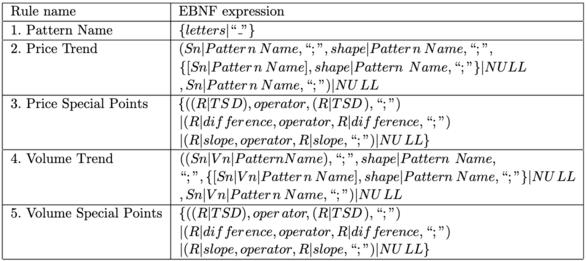 Rule name EBNF expression
1. Pattern Name {letters|“_”}
2. Price Trend (Sn|Pattern Name, “;”, shape|Pattern Name, “;”,
{[Sn|Pattern Name], shape|Pattern Name, “;”}|NULL
, Sn|Pattern Name, “;”)|NULL
3. Price Special Points {((R|TSD), operator, (R|TSD), “;”)
|(R|difference, operator, R|difference, “;”)
|(R|slope, operator, R|slope, “;”)|NULL}
4. Volume Trend ((Sn|Vn|PatternName), “;”, shape|Pattern Name,
“;”, {[Sn|Vn|Pattern Name], shape|Pattern Name, “;”}|NULL
, Sn|Vn|Pattern Name, “;”)|NULL
5. Volume Special Points {((R|TSD), operator, (R|TSD), “;”)
|(R|difference, operator, R|difference, “;”)
|(R|slope, operator, R|slope, “;”)|NULL}